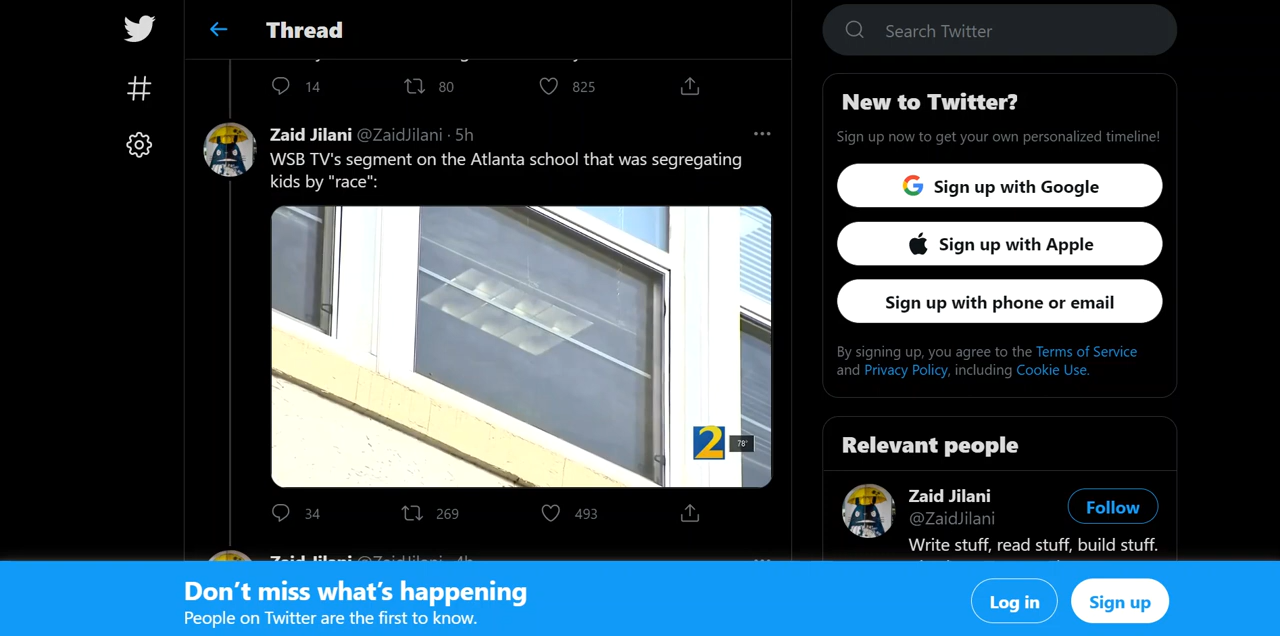 Thread
Search Twitter
14 80 825
Zaid Jilani @ZaidJilani · 5h
WSB TV's segment on the Atlanta school that was segregating
kids by "race":
2 78°
34 269 493
Zaid Jilani @ZaidJilani · 4h
New to Twitter?
Sign up now to get your own personalized timeline!
Sign up with Google
Sign up with Apple
Sign up with phone or email
By signing up, you agree to the Terms of Service
and Privacy Policy, including Cookie Use.
Relevant people
Zaid Jilani
@ZaidJilani
Follow
Write stuff, read stuff, build stuff.
Don't miss what's happening
People on Twitter are the first to know.
Log in
Sign up